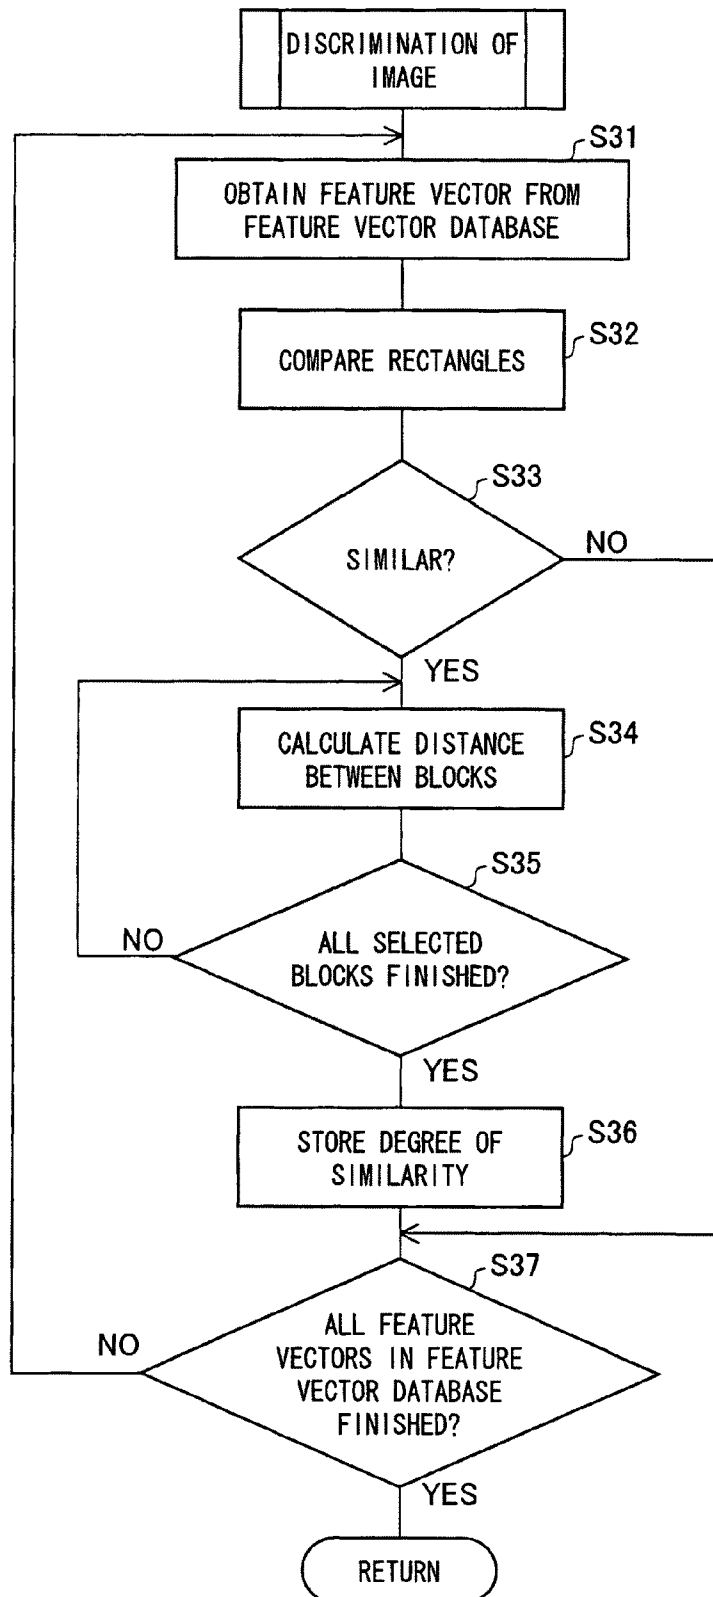 DISCRIMINATION OF
IMAGE
S31
OBTAIN FEATURE VECTOR FROM
FEATURE VECTOR DATABASE
S32
COMPARE RECTANGLES
S33
SIMILAR?
NO
YES
S34
CALCULATE DISTANCE
BETWEEN BLOCKS
S35
NO
ALL SELECTED
BLOCKS FINISHED?
YES
S36
STORE DEGREE OF
SIMILARITY
S37
NO
ALL FEATURE
VECTORS IN FEATURE
VECTOR DATABASE
FINISHED?
YES
RETURN